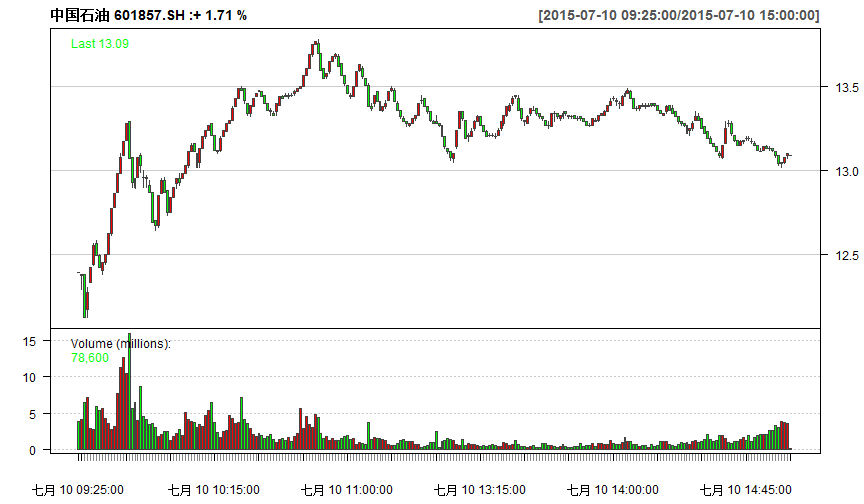 中国石油 601857.SH :+ 1.71 %
[2015-07-10 09:25:00/2015-07-10 15:00:00]
Last 13.09
13.5
13.0
12.5
Volume (millions):
78,600
15
10
5
0
七月 10 09:25:00
七月 10 10:15:00
七月 10 11:00:00
七月 10 13:15:00
七月 10 14:00:00
七月 10 14:45:00